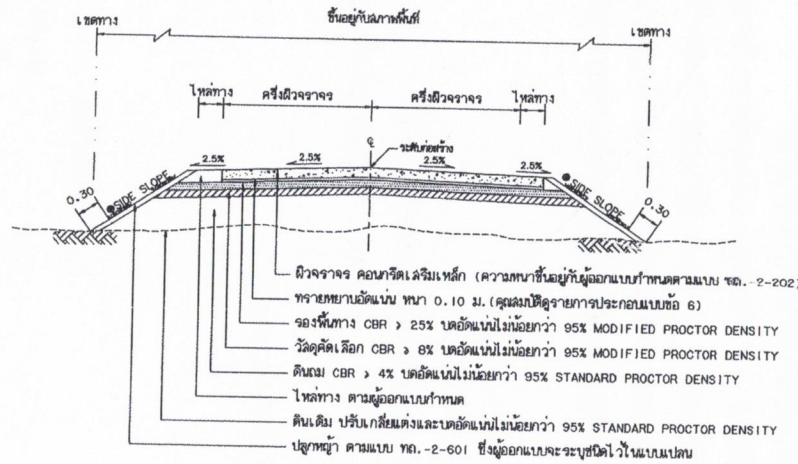 ขึ้นอยู่กับสภาพพื้นที่
เขตทาง
เขตทาง
ไหล่ทาง
ครึ่งผิวจราจร
ครึ่งผิวจราจร
ไหล่ทาง
ระดับก่อสร้าง
2.5%
2.5%
2.5%
2.5%
0.30
SIDE SLOPE
SIDE SLOPE
0.30
ผิวจราจร คอนกรีตเสริมเหล็ก (ความหนาขึ้นอยู่กับผู้ออกแบบกำหนดตามแบบ ทถ.-2-202)
ทรายหยาบอัดแน่น หนา 0.10 ม.(คุณสมบัติดูรายการประกอบแบบข้อ 6)
รองพื้นทาง CBR > 25% บดอัดแน่นไม่น้อยกว่า 95% MODIFIED PROCTOR DENSITY
วัสดุคัดเลือก CBR > 8% บดอัดแน่นไม่น้อยกว่า 95% MODIFIED PROCTOR DENSITY
ดินถม CBR > 4% บดอัดแน่นไม่น้อยกว่า 95% STANDARD PROCTOR DENSITY
ไหล่ทาง ตามผู้ออกแบบกำหนด
ดินเดิม ปรับเกลี่ยแต่งและบดอัดแน่นไม่น้อยกว่า 95% STANDARD PROCTOR DENSITY
ปลูกหญ้า ตามแบบ ทถ.-2-601 ซึ่งผู้ออกแบบจะระบุชนิดไว้ในแบบแปลน